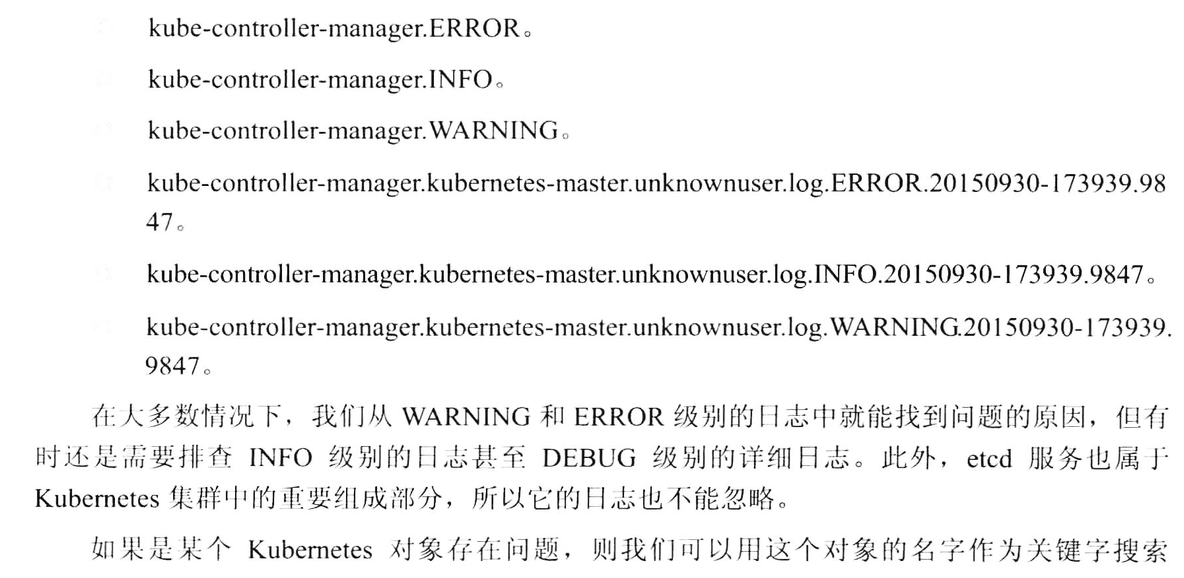 kube-controller-manager.ERROR。
kube-controller-manager.INFO。
kube-controller-manager.WARNING。
kube-controller-manager.kubernetes-master.unknownuser.log.ERROR.20150930-173939.98
47。
kube-controller-manager.kubernetes-master.unknownuser.log.INFO.20150930-173939.9847。
kube-controller-manager.kubernetes-master.unknownuser.log.WARNING.20150930-173939.
9847。
在大多数情况下，我们从 WARNING 和 ERROR 级别的日志中就能找到问题的原因，但有
时还是需要排查 INFO 级别的日志甚至 DEBUG 级别的详细日志。此外，etcd 服务也属于
Kubernetes 集群中的重要组成部分，所以它的日志也不能忽略。
如果是某个 Kubernetes 对象存在问题，则我们可以用这个对象的名字作为关键字搜索